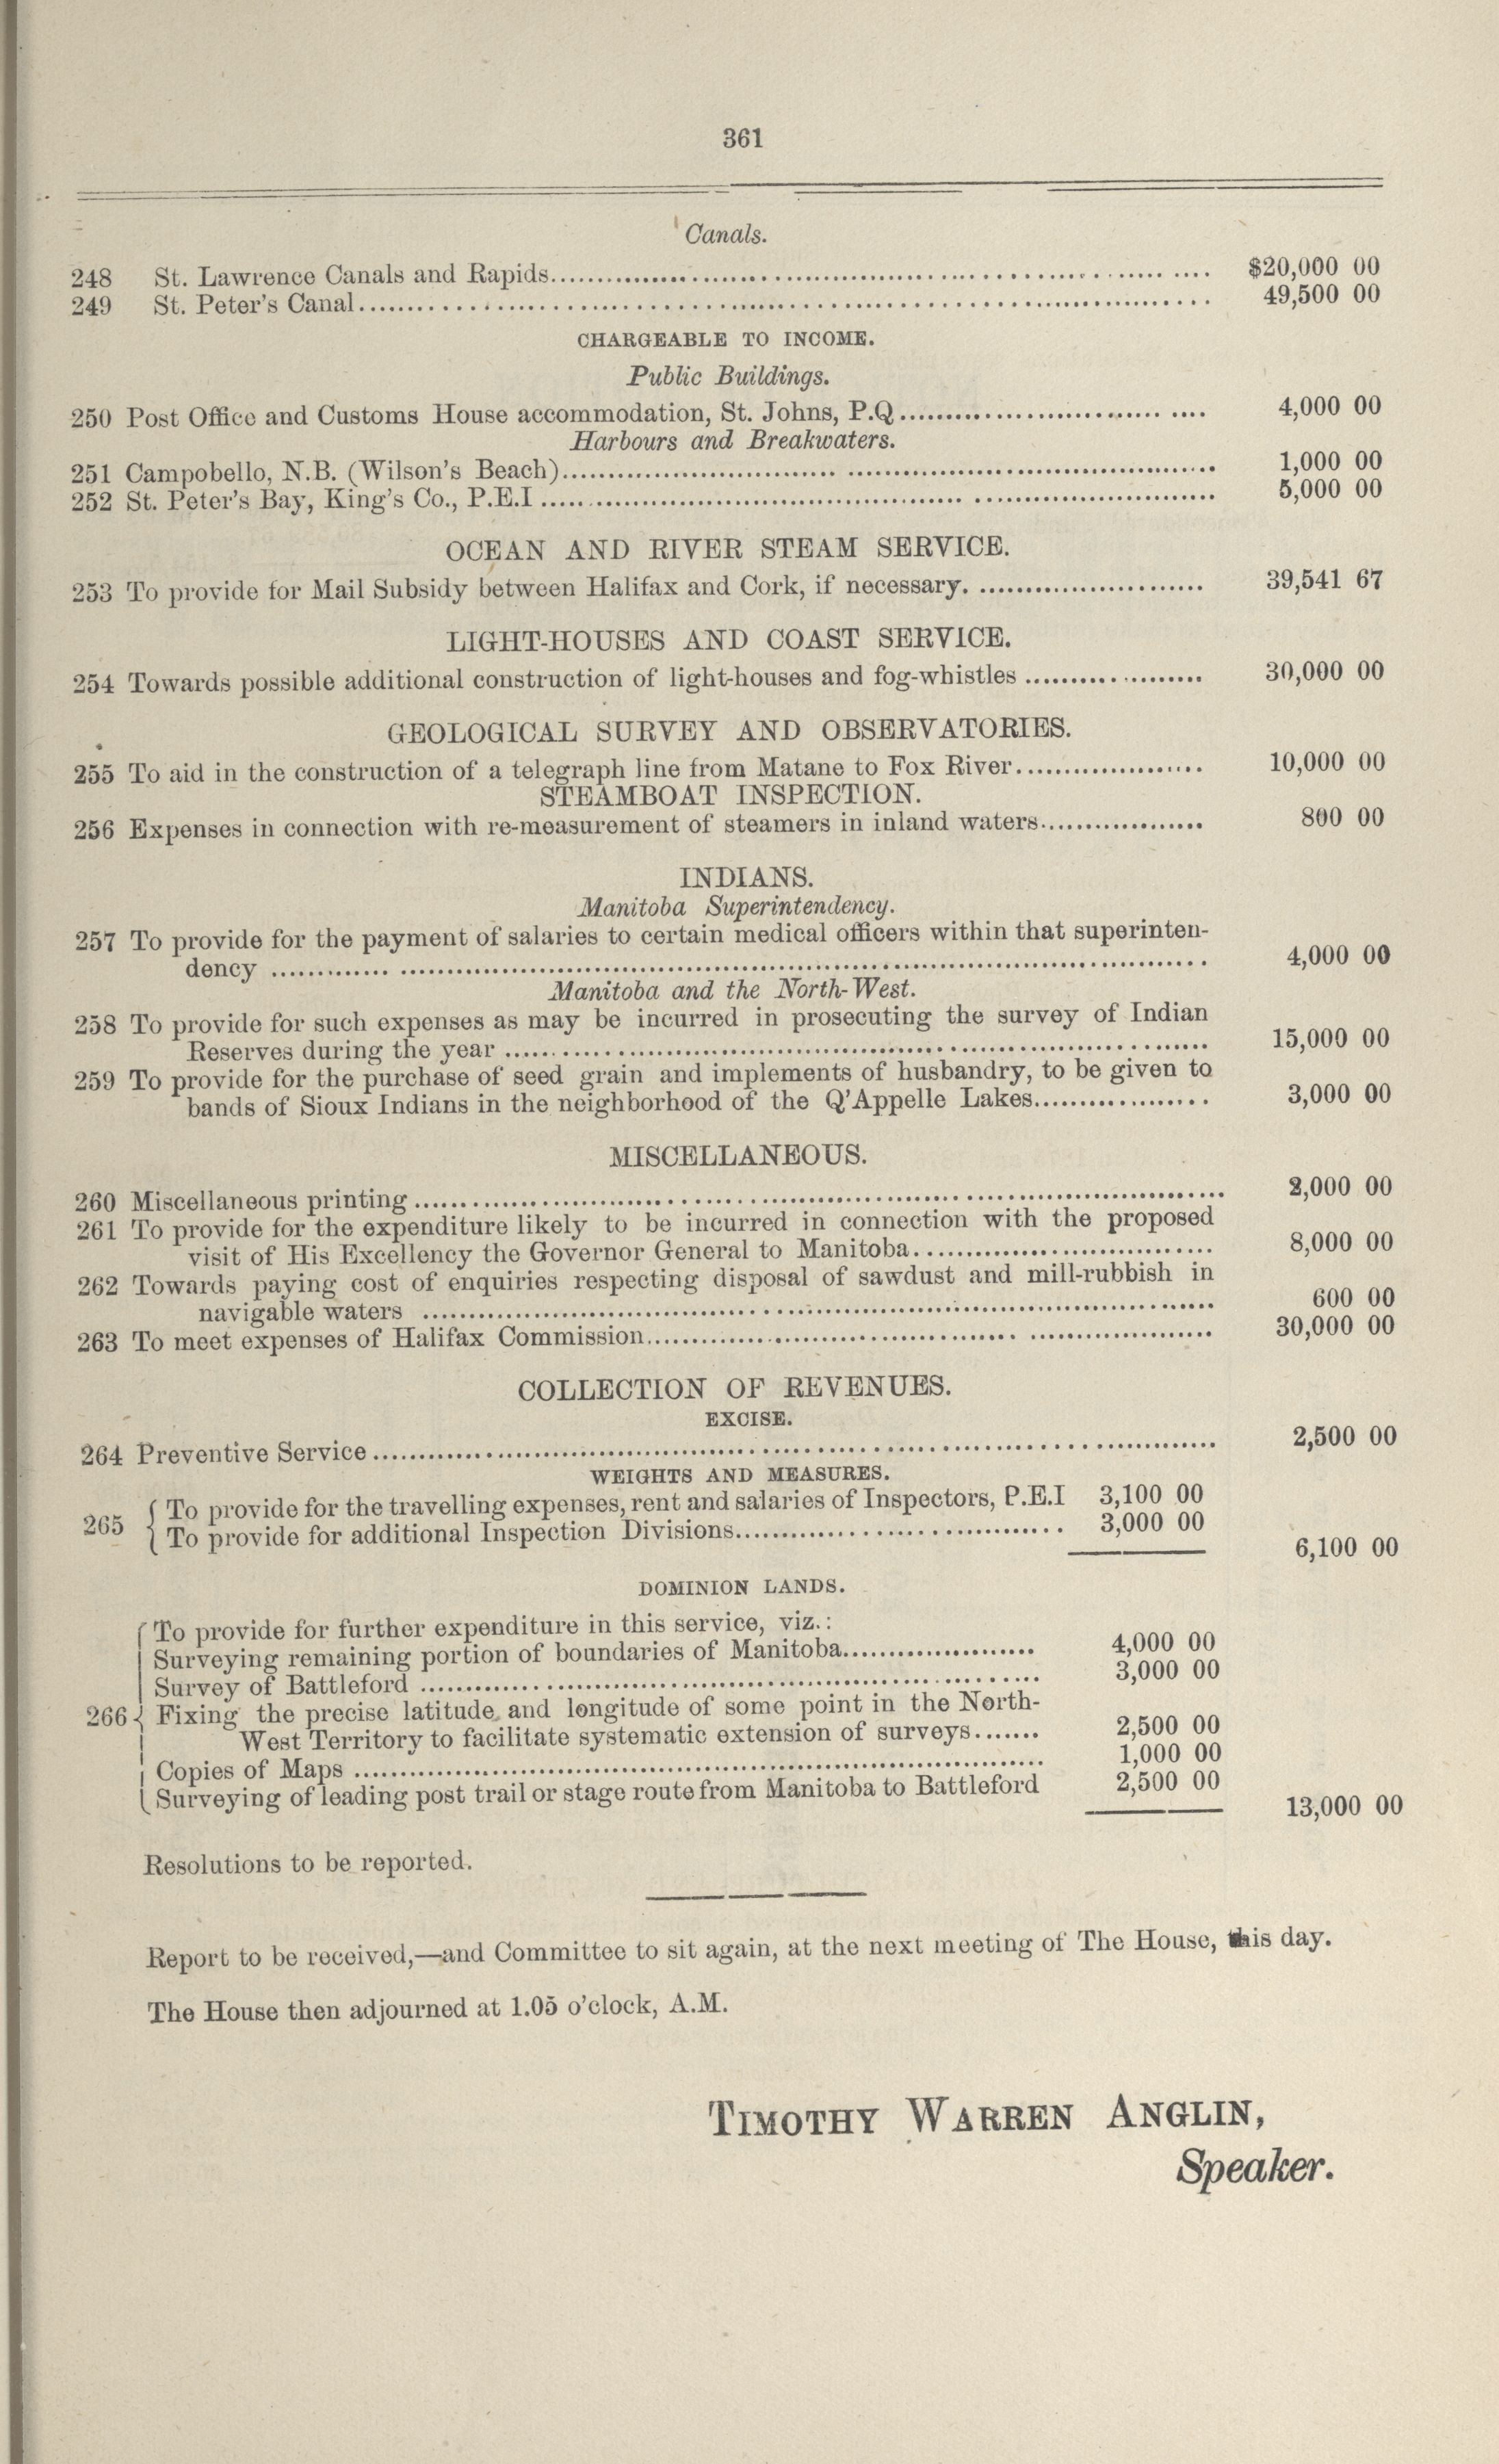 361
Canals.
248 St. Lawrence Canals and Rapids.......... $20,000 00
249 St. Peter's Canal.......... 49,500 00
CHARGEABLE TO INCOME.
Public Buildings.
250 Post Office and Customs House accommodation, St. Johns, P.Q.......... 4,000 00
Harbours and Breakwaters.
251 Campobello, N.B. (Wilson's Beach).......... 1,000 00
252 St. Peter's Bay, King's Co., P.E.I.......... 5,000 00
OCEAN AND RIVER STEAM SERVICE.
253 To provide for Mail Subsidy between Halifax and Cork, if necessary. .......... 39,541 67
LIGHT-HOUSES AND COAST SERVICE.
254 Towards possible additional construction of light-houses and fog-whistles .......... 30,000 00
GEOLOGICAL SURVEY AND OBSERVATORIES.
255 To aid in the construction of a telegraph line from Matane to Fox River.......... 10,000 00
STEAMBOAT INSPECTION.
256 Expenses in connection with re-measurement of steamers in inland waters.......... 800 00
INDIANS.
Manitoba Superintendency.
257 To provide for the payment of salaries to certain medical officers within that superinten-
dency .......... 4,000 00
Manitoba and the North-West.
258 To provide for such expenses as may be incurred in prosecuting the survey of Indian
Reserves during the year .......... 15,000 00
259 To provide for the purchase of seed grain and implements of husbandry, to be given to
bands of Sioux Indians in the neighborhood of the Q'Appelle Lakes.......... 3,000 00
MISCELLANEOUS.
260 Miscellaneous printing .......... 2,000 00
261 To provide for the expenditure likely to be incurred in connection with the proposed
visit of His Excellency the Governor General to Manitoba.......... 8,000 00
262 Towards paying cost of enquiries respecting disposal of sawdust and mill-rubbish in
navigable waters .......... 600 00
263 To meet expenses of Halifax Commission.......... 30,000 00
COLLECTION OF REVENUES.
EXCISE.
264 Preventive Service.......... 2,500 00
WEIGHTS AND MEASURES.
265 { To provide for the travelling expenses, rent and salaries of Inspectors, P.E.I 3,100 00
To provide for additional Inspection Divisions.......... 3,000 00
6,100 00
DOMINION LANDS.
To provide for further expenditure in this service, viz.:
Surveying remaining portion of boundaries of Manitoba.......... 4,000 00
Survey of Battleford .......... 3,000 00
266 { Fixing the precise latitude and longitude of some point in the North-
West Territory to facilitate systematic extension of surveys....... 2,500 00
Copies of Maps .......... 1,000 00
Surveying of leading post trail or stage route from Manitoba to Battleford 2,500 00
13,000 00
Resolutions to be reported.
Report to be received,—and Committee to sit again, at the next meeting of The House, this day.
The House then adjourned at 1.05 o'clock, A.M.
TIMOTHY WARREN ANGLIN,
Speaker.